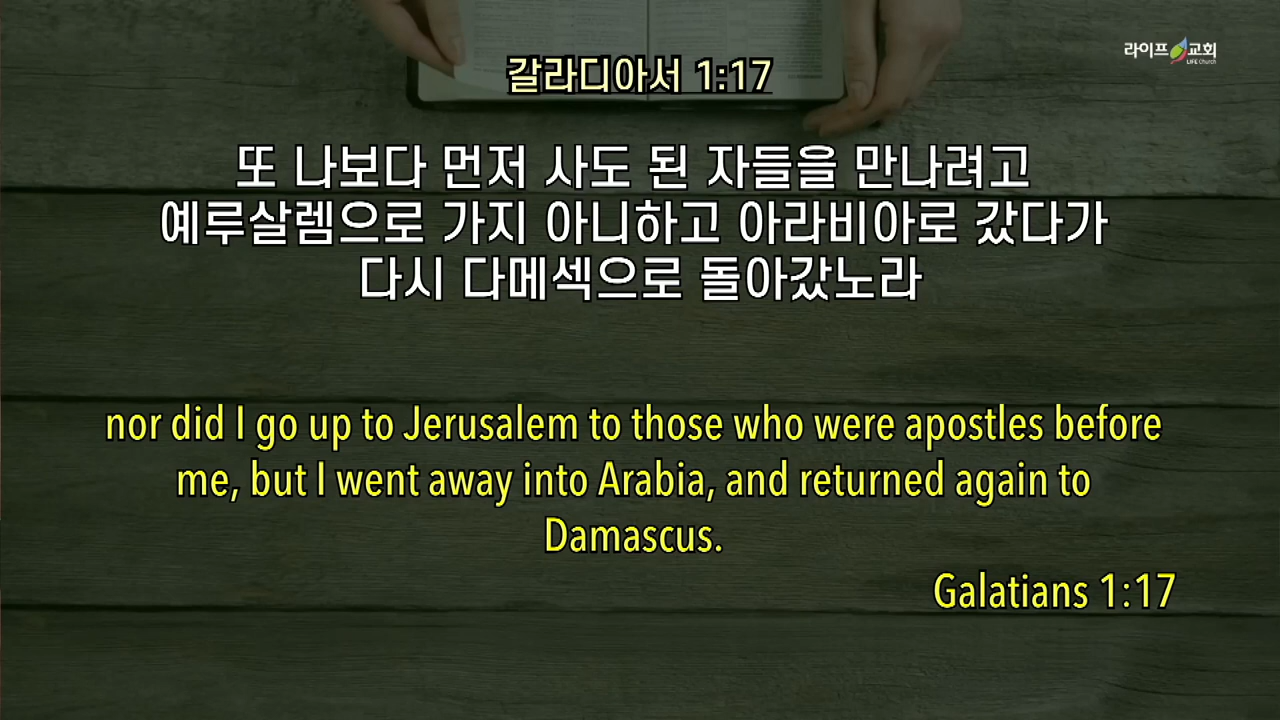 라이프 교회
LIFE Church
갈라디아서 1:17
또 나보다 먼저 사도 된 자들을 만나려고
예루살렘으로 가지 아니하고 아라비아로 갔다가
다시 다메섹으로 돌아갔노라
nor did I go up to Jerusalem to those who were apostles before
me, but I went away into Arabia, and returned again to
Damascus.
Galatians 1:17